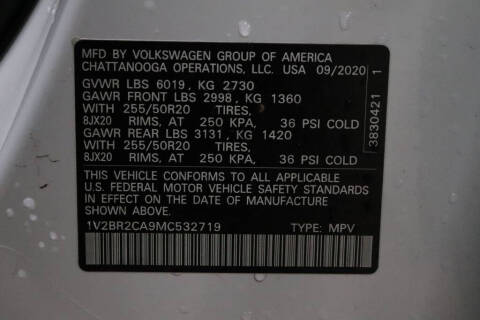 MFD BY VOLKSWAGEN GROUP OF AMERICA
CHATTANOOGA OPERATIONS, LLC. USA 09/2020
GVWR LBS 6019, KG 2730
GAWR FRONT LBS 2998, KG 1360
WITH 255/50R20 TIRES,
8JX20 RIMS, AT 250 KPA, 36 PSI COLD
GAWR REAR LBS 3131, KG 1420
WITH 255/50R20 TIRES,
8JX20 RIMS, AT 250 KPA, 36 PSI COLD
THIS VEHICLE CONFORMS TO ALL APPLICABLE
U.S. FEDERAL MOTOR VEHICLE SAFETY STANDARDS
IN EFFECT ON THE DATE OF MANUFACTURE
SHOWN ABOVE
1V2BR2CA9MC532719 TYPE: MPV
3830421 1